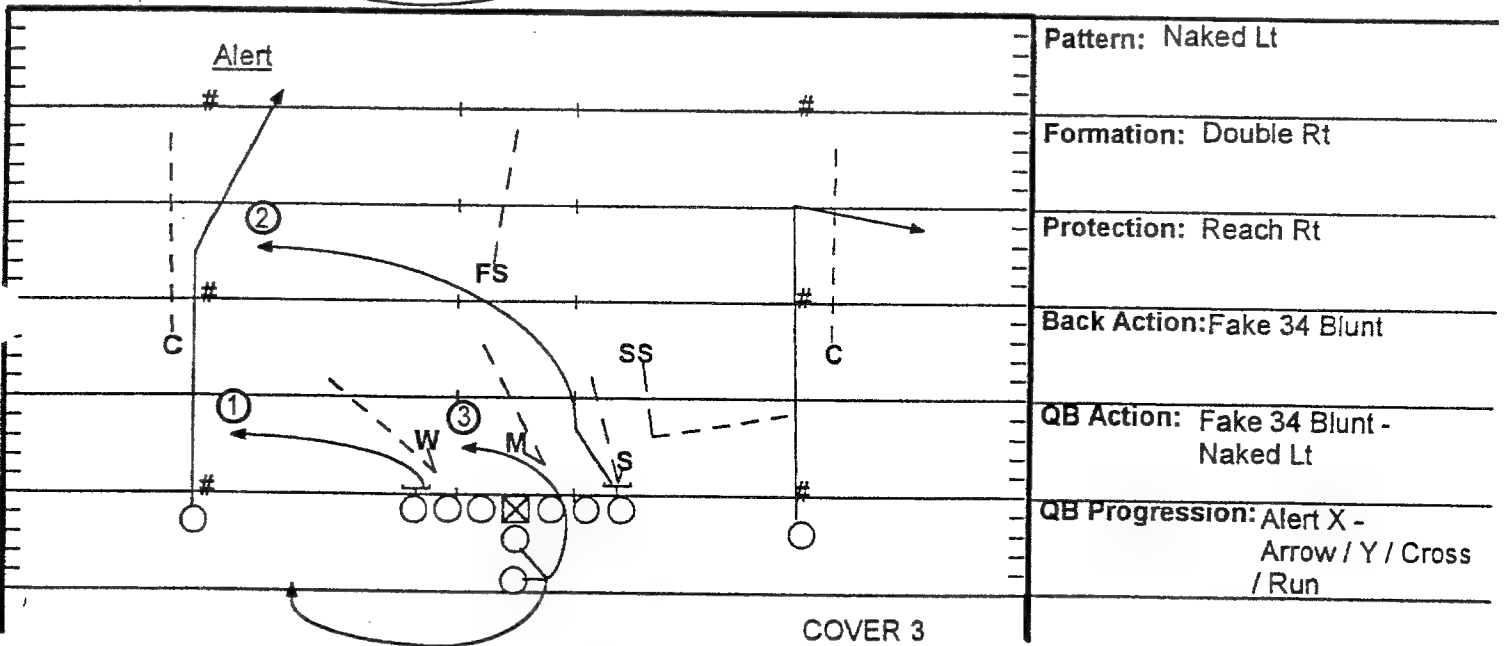 Alert
# #
②
FS
# #
C SS C
① ③
W M S
# #
COVER 3
Pattern: Naked Lt
Formation: Double Rt
Protection: Reach Rt
Back Action: Fake 34 Blunt
QB Action: Fake 34 Blunt -
Naked Lt
QB Progression: Alert X -
Arrow / Y / Cross
/ Run